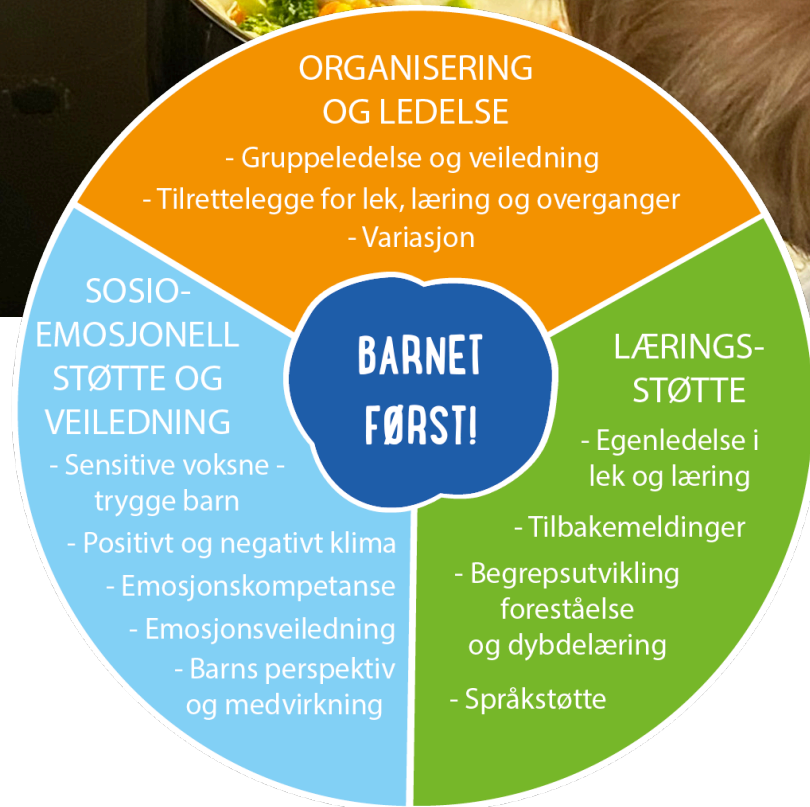 ORGANISERING
OG LEDELSE
- Gruppeledelse og veiledning
- Tilrettelegge for lek, læring og overganger
- Variasjon
SOSIO-
EMOSJONELL
STØTTE OG
VEILEDNING
- Sensitive voksne -
trygge barn
- Positivt og negativt klima
- Emosjonskompetanse
- Emosjonsveiledning
- Barns perspektiv
og medvirkning
BARNET
FØRST!
LÆRINGS-
STØTTE
- Egenledelse i
lek og læring
- Tilbakemeldinger
- Begrepsutvikling
foreståelse
og dybdelæring
- Språkstøtte